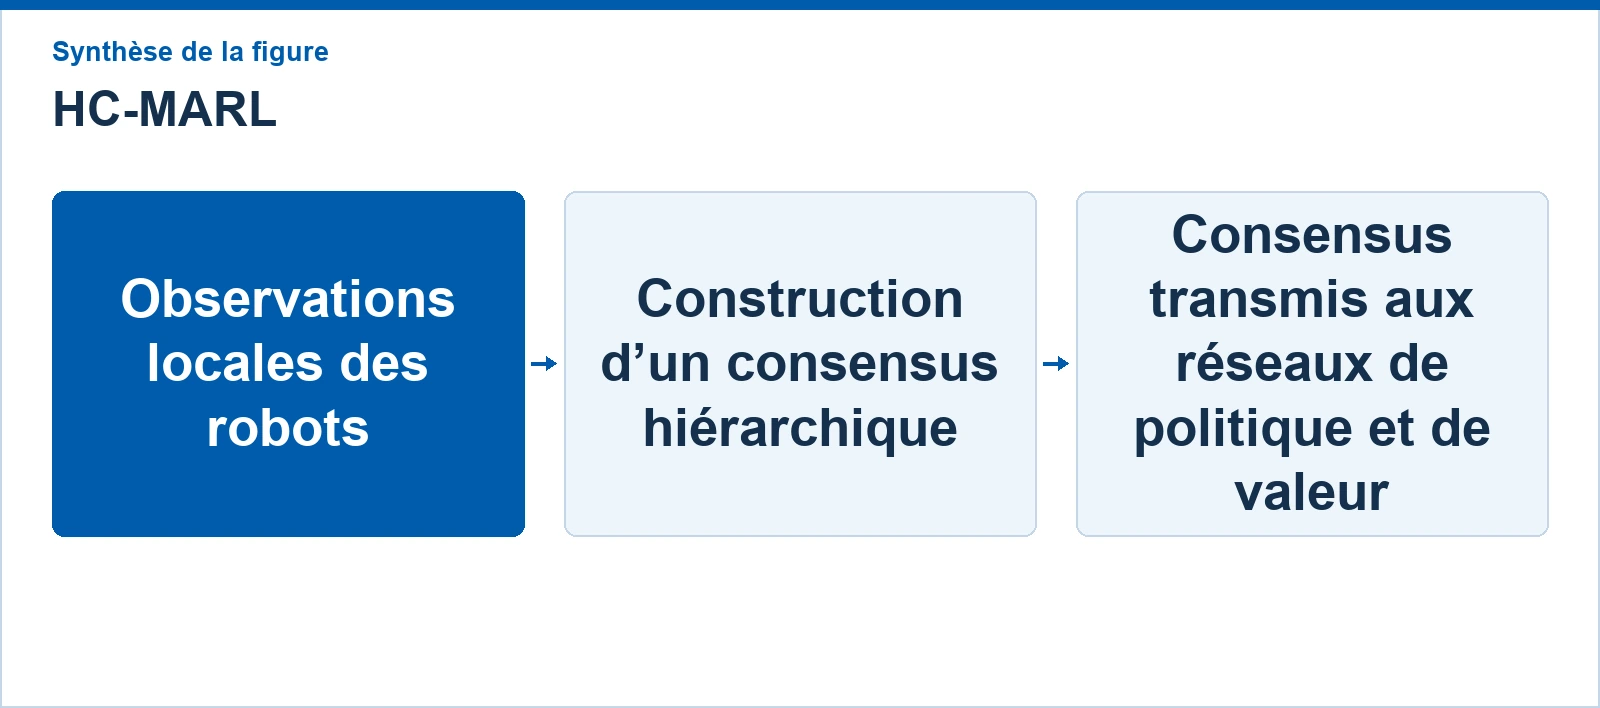 Synthèse de la figure
HC-MARL
Observations
locales des
robots
Construction
d’un consensus
hiérarchique
Consensus
transmis aux
réseaux de
politique et de
valeur